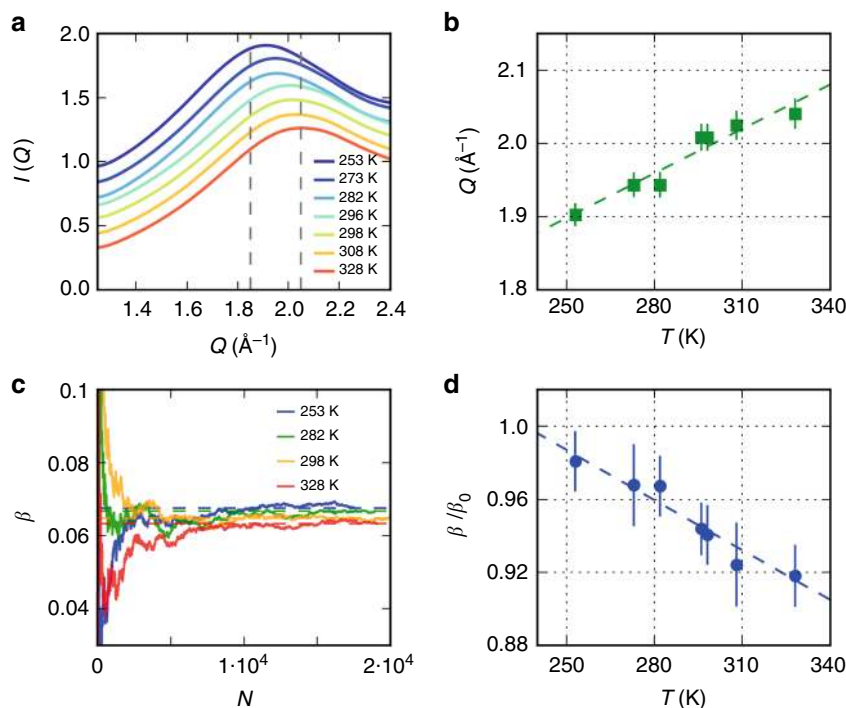 a
2.0
1.5
1.0
0.5
0.0
I (Q)
1.4 1.6 1.8 2.0 2.2 2.4
Q (Å⁻¹)
253 K
273 K
282 K
296 K
298 K
308 K
328 K
b
2.1
2.0
1.9
1.8
Q (Å⁻¹)
250 280 310 340
T (K)
c
0.1
0.08
0.06
0.04
β
0 1·10⁴ 2·10⁴
N
253 K
282 K
298 K
328 K
d
1.0
0.96
0.92
0.88
β/β₀
250 280 310 340
T (K)